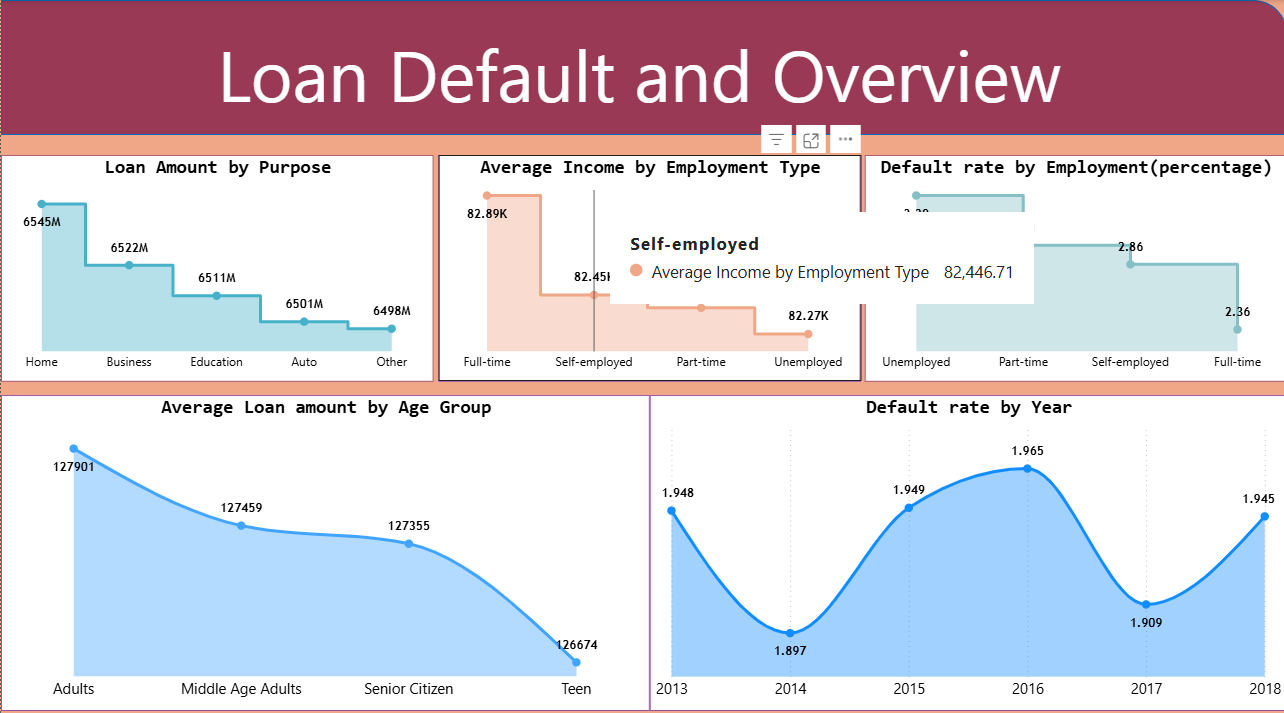 Loan Default and Overview
Loan Amount by Purpose
6545M
6522M
6511M
6501M
6498M
Home Business Education Auto Other
Average Income by Employment Type
82.89K
82.45
82.27K
Full-time Self-employed Part-time Unemployed
Self-employed
Average Income by Employment Type 82,446.71
Default rate by Employment(percentage)
2.86
2.36
Unemployed Part-time Self-employed Full-time
Average Loan amount by Age Group
127901
127459
127355
126674
Adults Middle Age Adults Senior Citizen Teen
Default rate by Year
1.948
1.897
1.949
1.965
1.909
1.945
2013 2014 2015 2016 2017 2018